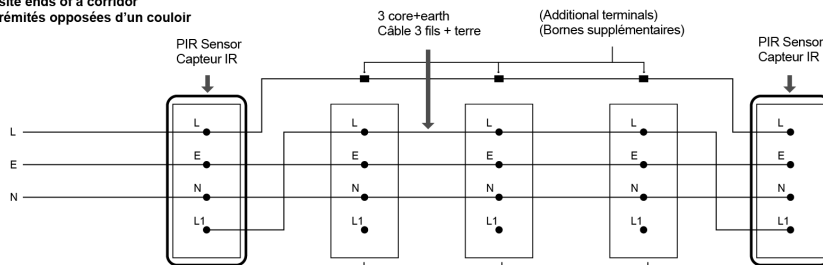 site ends of a corridor
rémités opposées d’un couloir
3 core+earth
Câble 3 fils + terre
(Additional terminals)
(Bornes supplémentaires)
PIR Sensor
Capteur IR
PIR Sensor
Capteur IR
L
L
L
L
L
L
E
E
E
E
E
E
N
N
N
N
N
N
L1
L1
L1
L1
L1